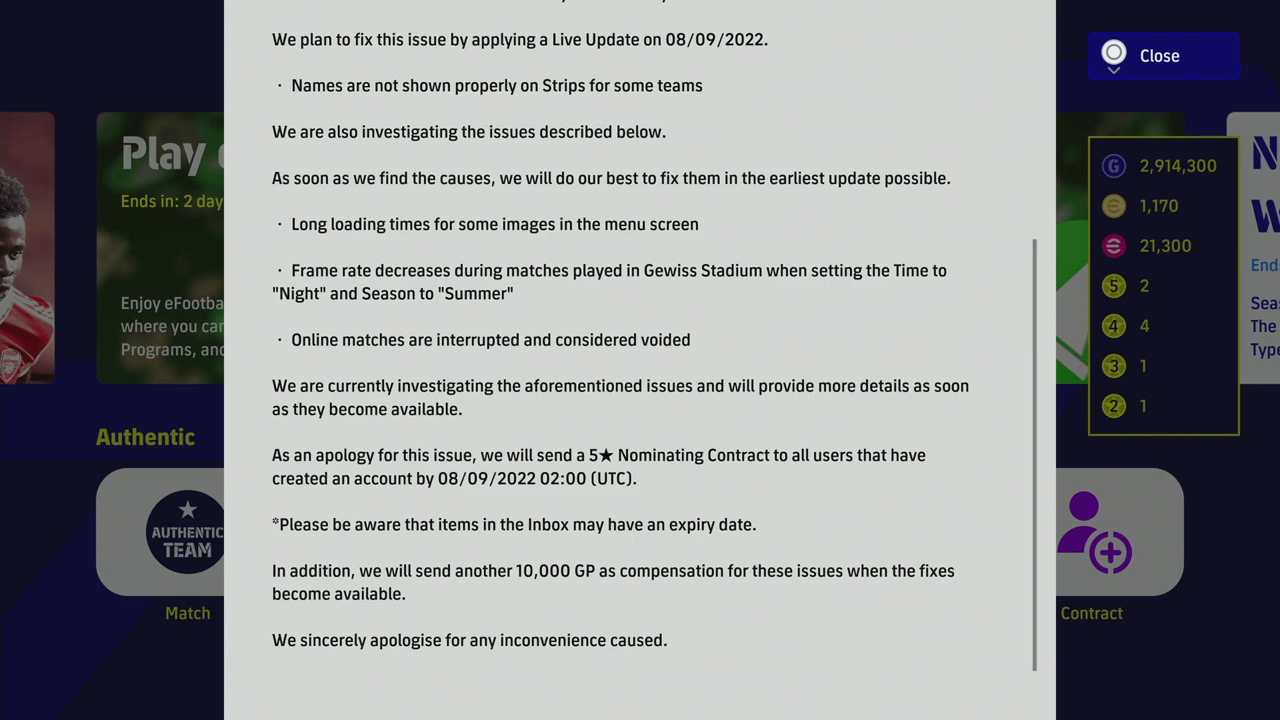 We plan to fix this issue by applying a Live Update on 08/09/2022.
· Names are not shown properly on Strips for some teams
We are also investigating the issues described below.
As soon as we find the causes, we will do our best to fix them in the earliest update possible.
· Long loading times for some images in the menu screen
· Frame rate decreases during matches played in Gewiss Stadium when setting the Time to
"Night" and Season to "Summer"
· Online matches are interrupted and considered voided
We are currently investigating the aforementioned issues and will provide more details as soon
as they become available.
As an apology for this issue, we will send a 5★ Nominating Contract to all users that have
created an account by 08/09/2022 02:00 (UTC).
*Please be aware that items in the Inbox may have an expiry date.
In addition, we will send another 10,000 GP as compensation for these issues when the fixes
become available.
We sincerely apologise for any inconvenience caused.
Close
G 2,914,300
1,170
21,300
5 2
4 4
3 1
2 1
Play
Ends in: 2 day
Enjoy eFootba
where you can
Programs, and
Authentic
AUTHENTIC
TEAM
Match
Contract
N
W
Ends
Seas
The
Type